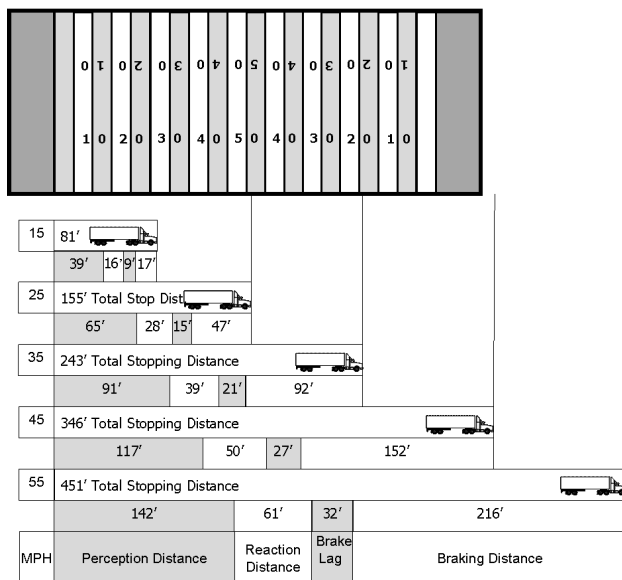 0 1 0 2 0 3 0 4 0 5 0 4 0 3 0 2 0 1
1 0 2 0 3 0 4 0 5 0 4 0 3 0 2 0 1 0
15 81′
39′ 16′ 9′ 17′
25 155′ Total Stop Dist
65′ 28′ 15′ 47′
35 243′ Total Stopping Distance
91′ 39′ 21′ 92′
45 346′ Total Stopping Distance
117′ 50′ 27′ 152′
55 451′ Total Stopping Distance
142′ 61′ 32′ 216′
MPH Perception Distance Reaction Distance Brake Lag Braking Distance